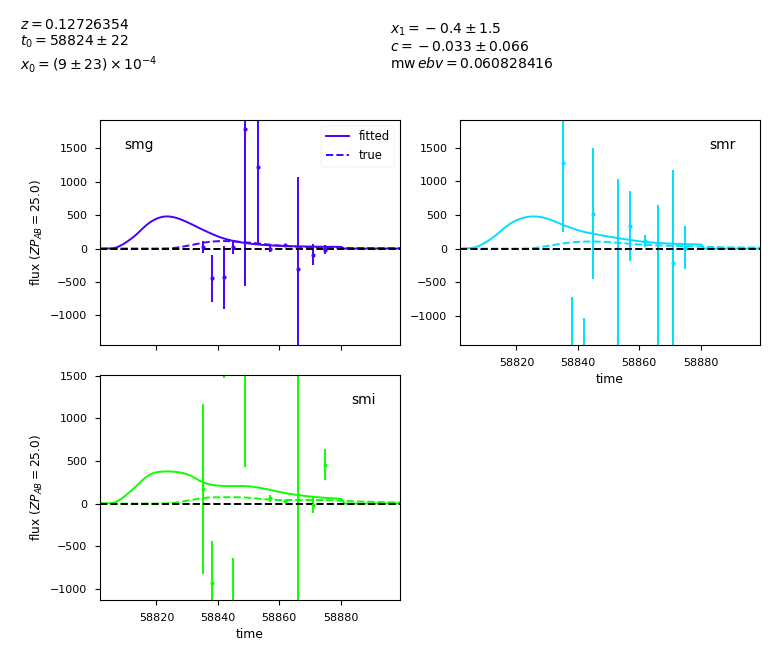 z = 0.12726354
t₀ = 58824 ± 22
x₀ = (9 ± 23) × 10⁻⁴
x₁ = −0.4 ± 1.5
c = −0.033 ± 0.066
mw ebv = 0.060828416
smg
fitted
true
1500
1000
500
0
−500
−1000
flux (ZP_AB = 25.0)
smr
1500
1000
500
0
−500
−1000
58820 58840 58860 58880
time
smi
1500
1000
500
0
−500
−1000
flux (ZP_AB = 25.0)
58820 58840 58860 58880
time